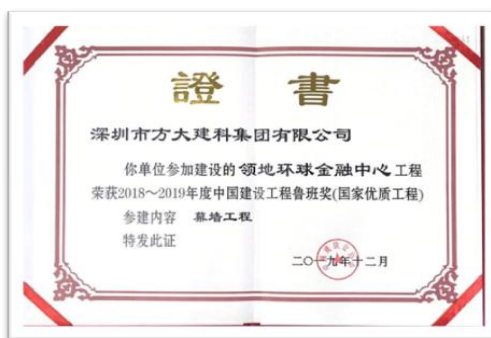 證書
深圳市方大建科集团有限公司
你单位参加建设的领地环球金融中心工程
荣获2018～2019年度中国建设工程鲁班奖(国家优质工程)
参建内容 幕墙工程
特发此证
二〇一九年十二月